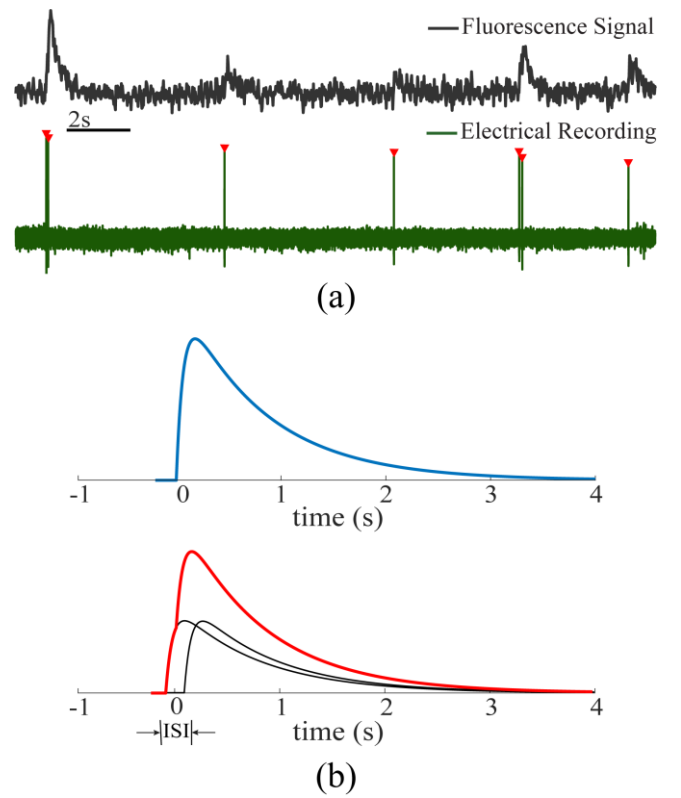 Fluorescence Signal
2s
Electrical Recording
(a)
-1 0 1 2 3 4
time (s)
-1 0 1 2 3 4
time (s)
ISI
(b)